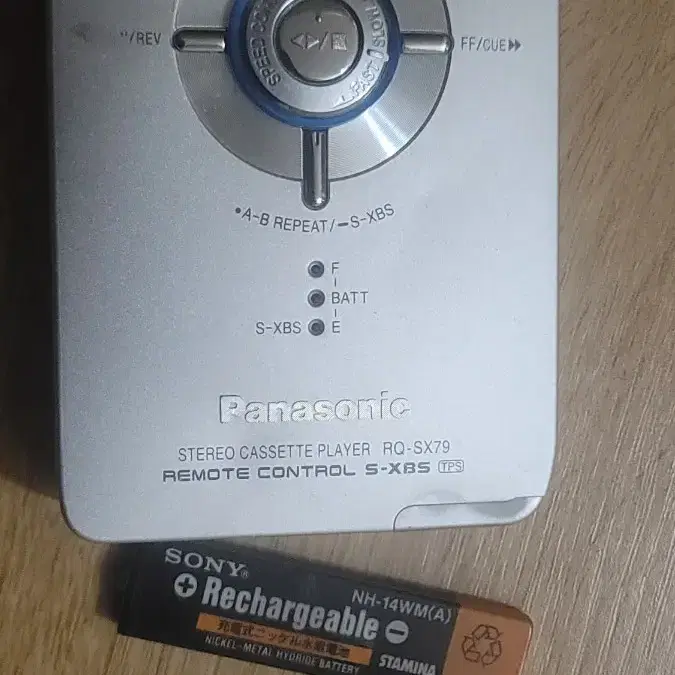 /REV
SPEED CO
SLOW
FAST
FF/CUE
•A-B REPEAT/−S-XBS
F
BATT
S-XBS
E
Panasonic
STEREO CASSETTE PLAYER RQ-SX79
REMOTE CONTROL S-XBS TPS
SONY®
NH-14WM(A)
+ Rechargeable −
充電式ニッケル水素電池
NICKEL-METAL HYDRIDE BATTERY
STAMINA